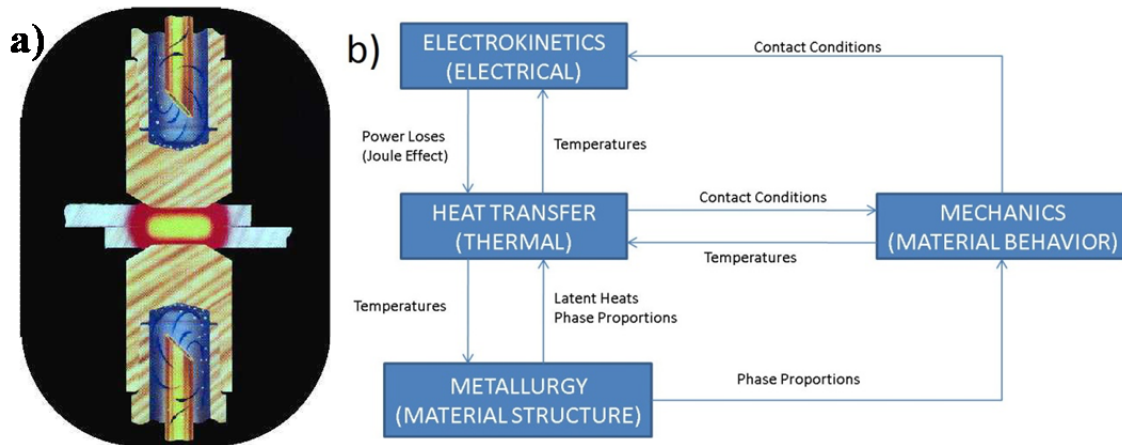 a)
b)
ELECTROKINETICS
(ELECTRICAL)
Contact Conditions
Power Loses
(Joule Effect)
Temperatures
HEAT TRANSFER
(THERMAL)
Contact Conditions
Temperatures
MECHANICS
(MATERIAL BEHAVIOR)
Temperatures
Latent Heats
Phase Proportions
METALLURGY
(MATERIAL STRUCTURE)
Phase Proportions